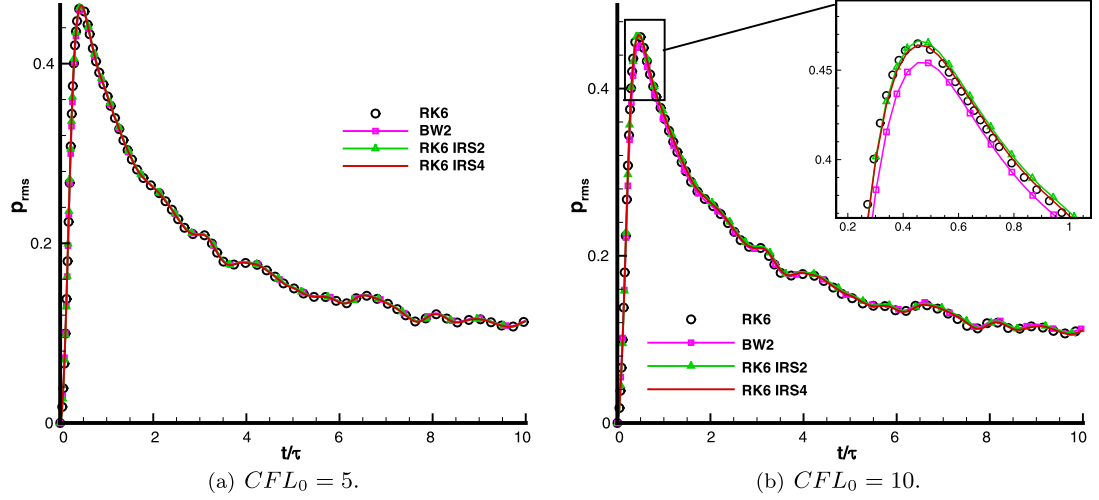 0.4
0.2
0
0 2 4 6 8 10
p_rms
t/τ
RK6
BW2
RK6 IRS2
RK6 IRS4
(a) CFL₀ = 5.
0.4
0.2
0
0 2 4 6 8 10
p_rms
t/τ
RK6
BW2
RK6 IRS2
RK6 IRS4
0.45
0.4
0.2 0.4 0.6 0.8 1
(b) CFL₀ = 10.